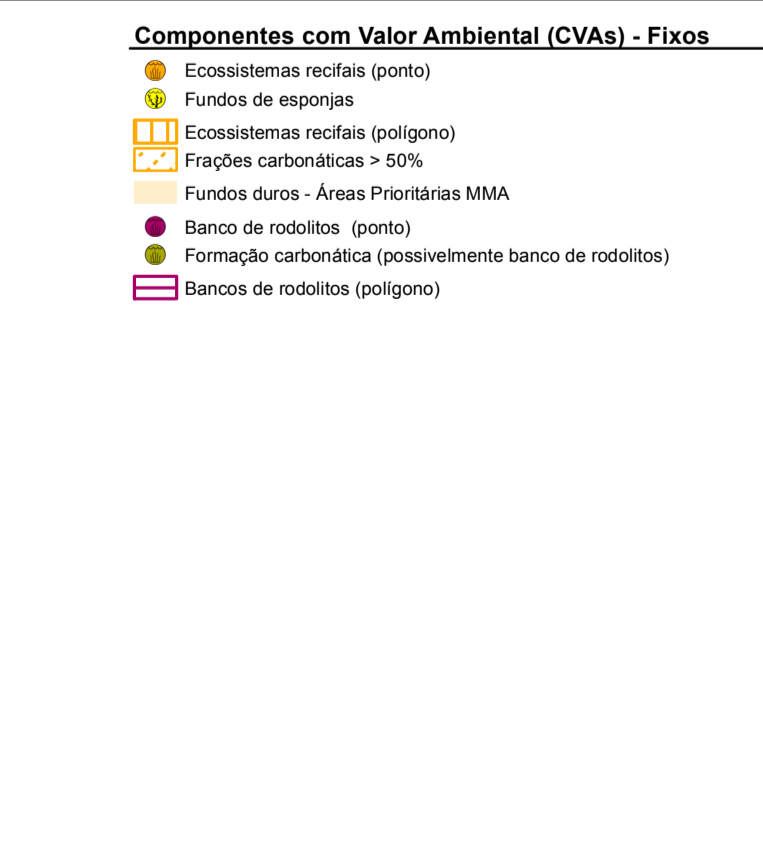 Componentes com Valor Ambiental (CVAs) - Fixos
Ecossistemas recifais (ponto)
Fundos de esponjas
Ecossistemas recifais (polígono)
Frações carbonáticas > 50%
Fundos duros - Áreas Prioritárias MMA
Banco de rodolitos (ponto)
Formação carbonática (possivelmente banco de rodolitos)
Bancos de rodolitos (polígono)